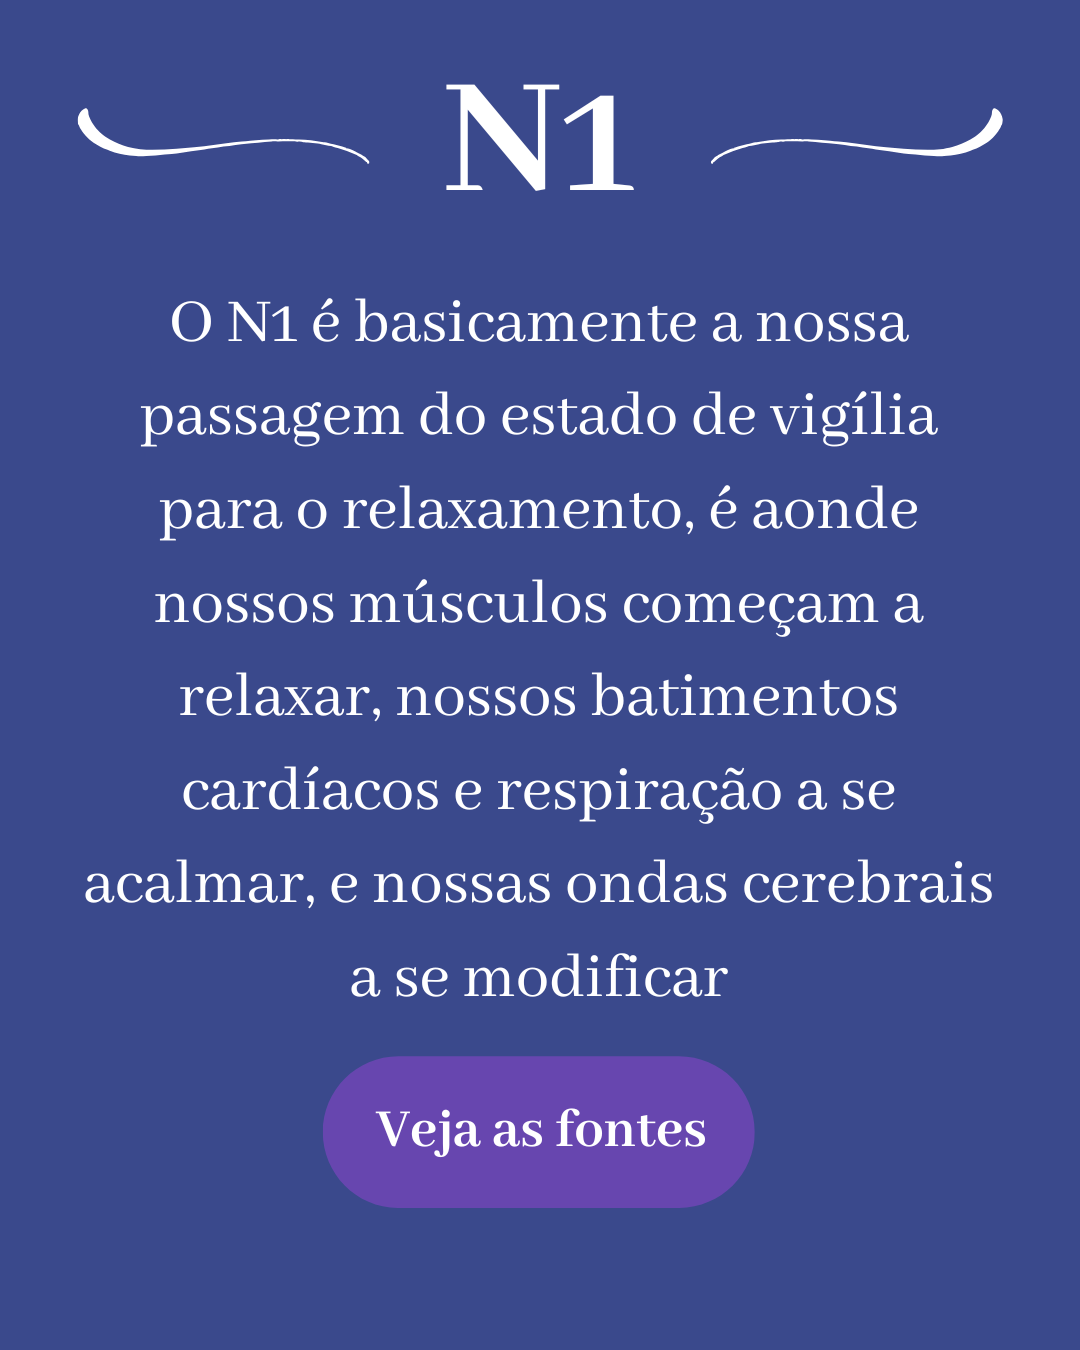 N1
O N1 é basicamente a nossa
passagem do estado de vigília
para o relaxamento, é aonde
nossos músculos começam a
relaxar, nossos batimentos
cardíacos e respiração a se
acalmar, e nossas ondas cerebrais
a se modificar
Veja as fontes